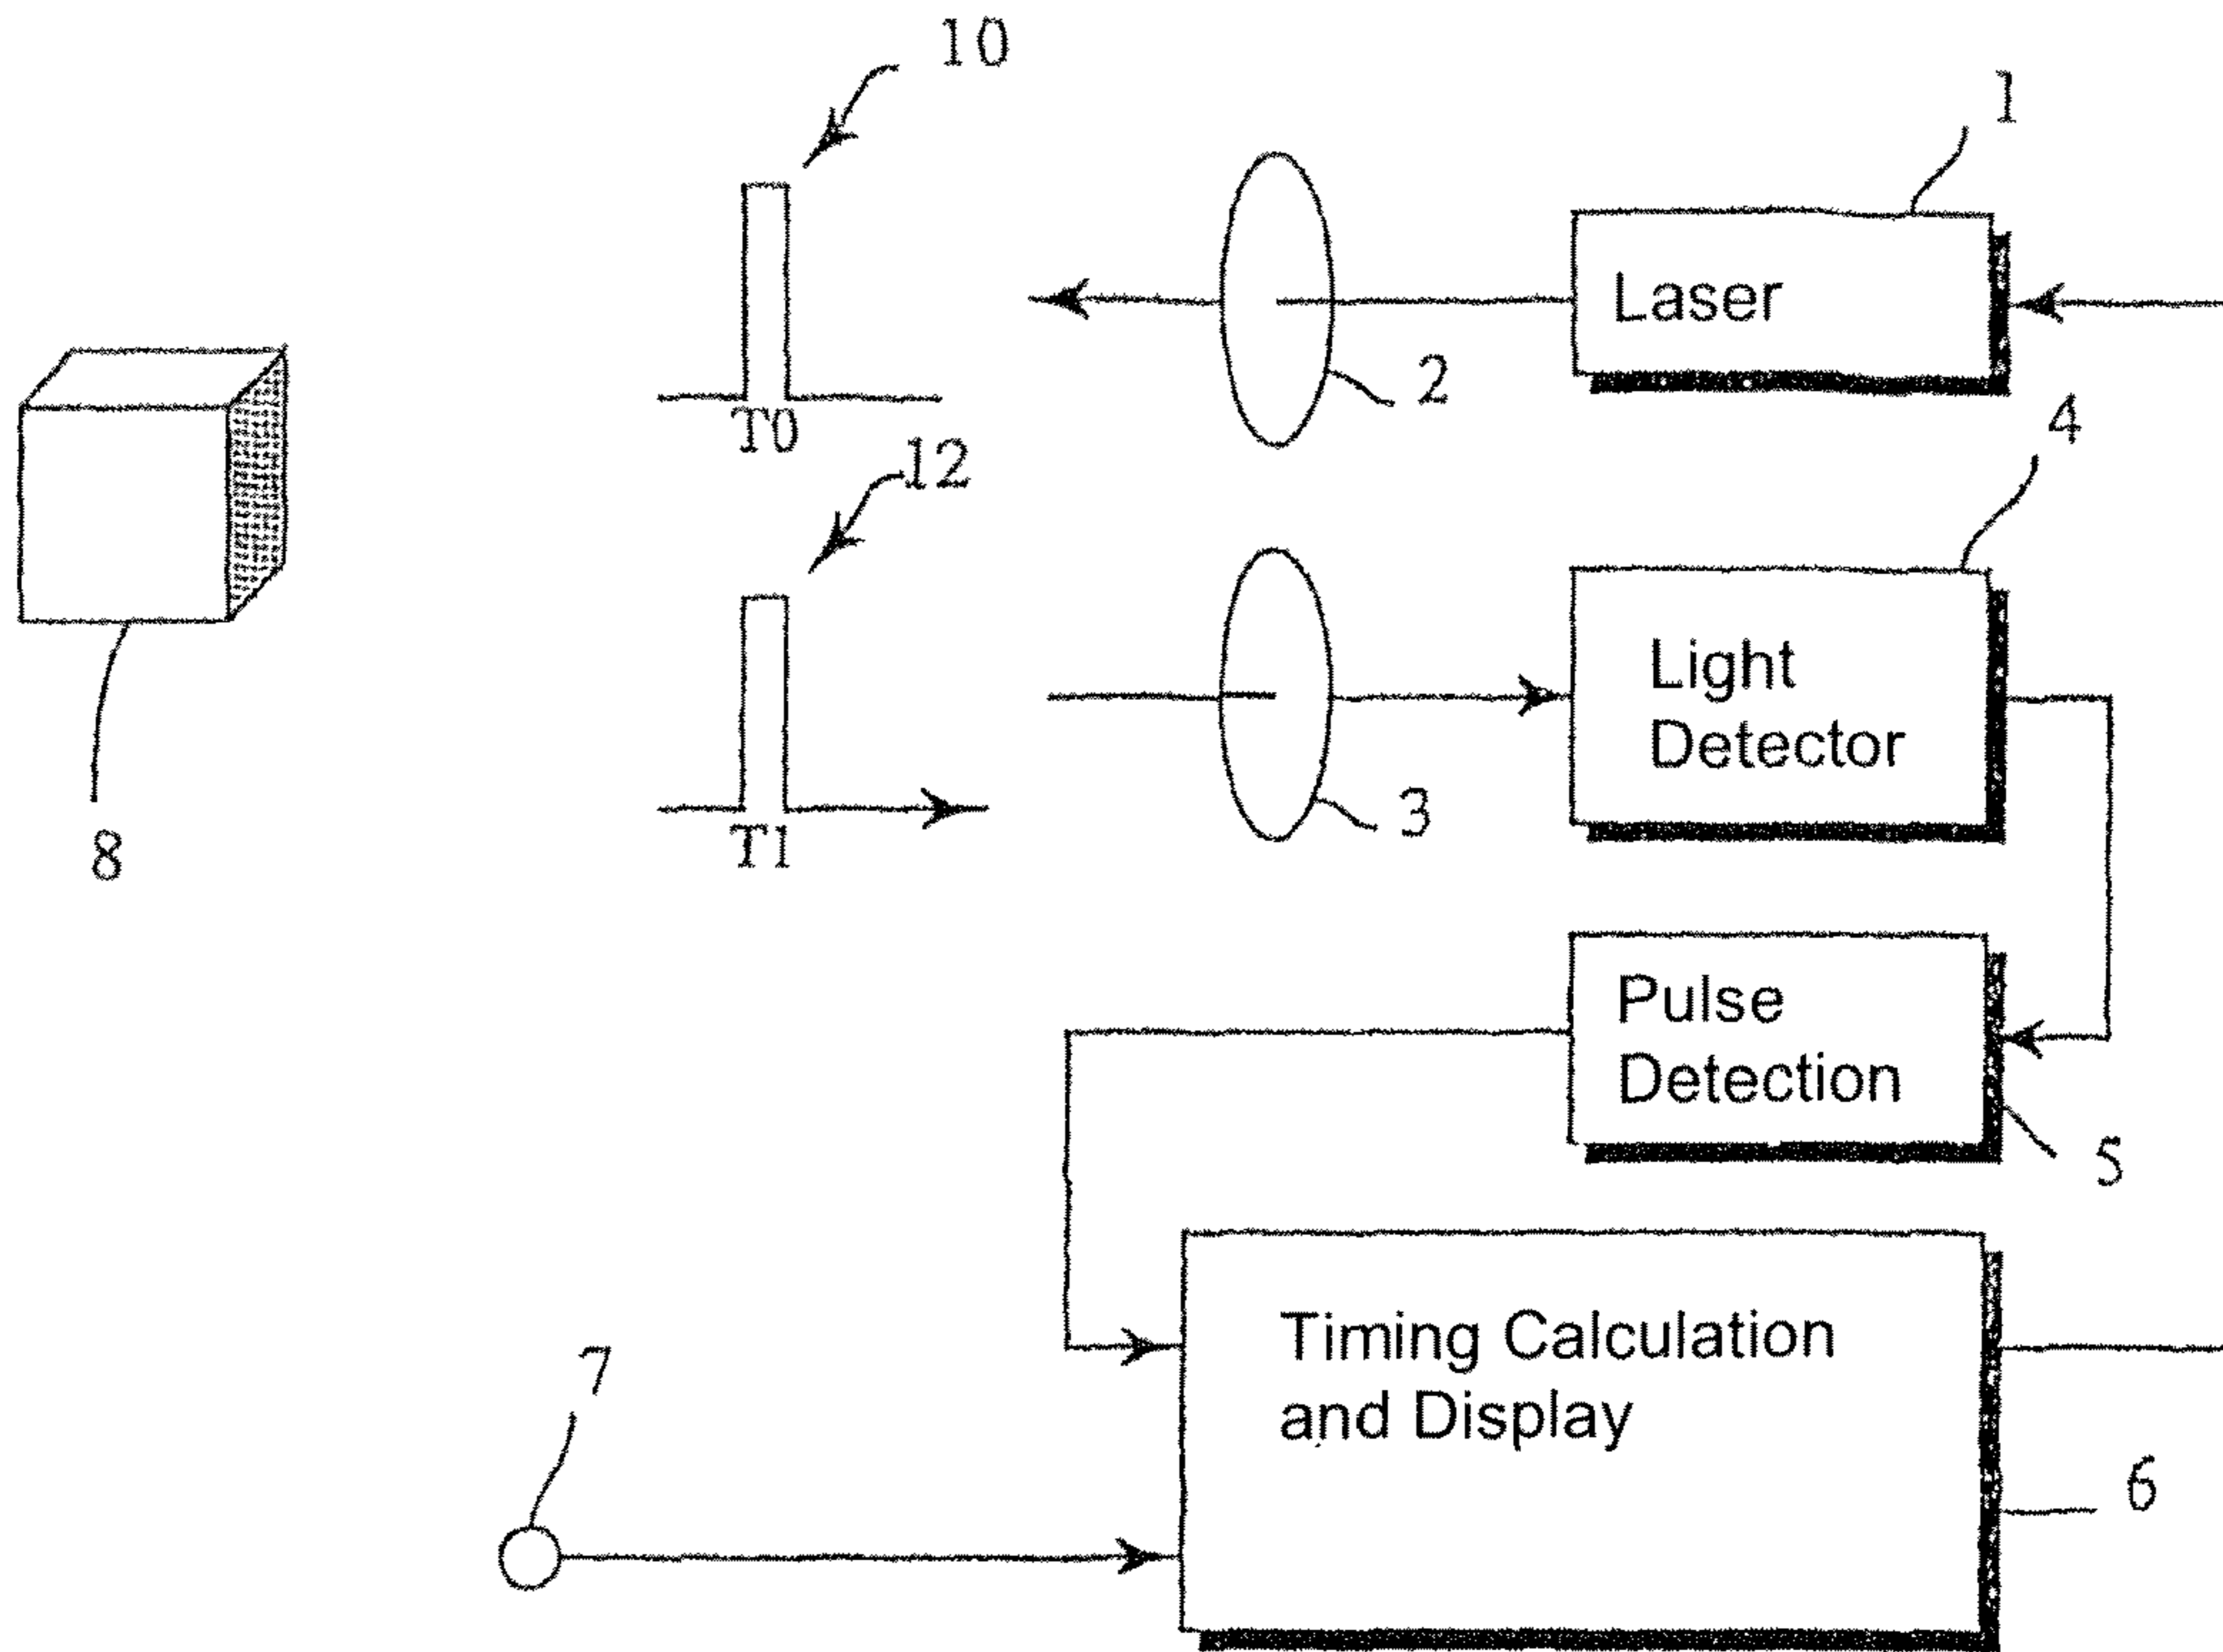 10
1
Laser
2
T0
4
12
Light
Detector
3
T1
8
Pulse
Detection
5
Timing Calculation
and Display
7
6